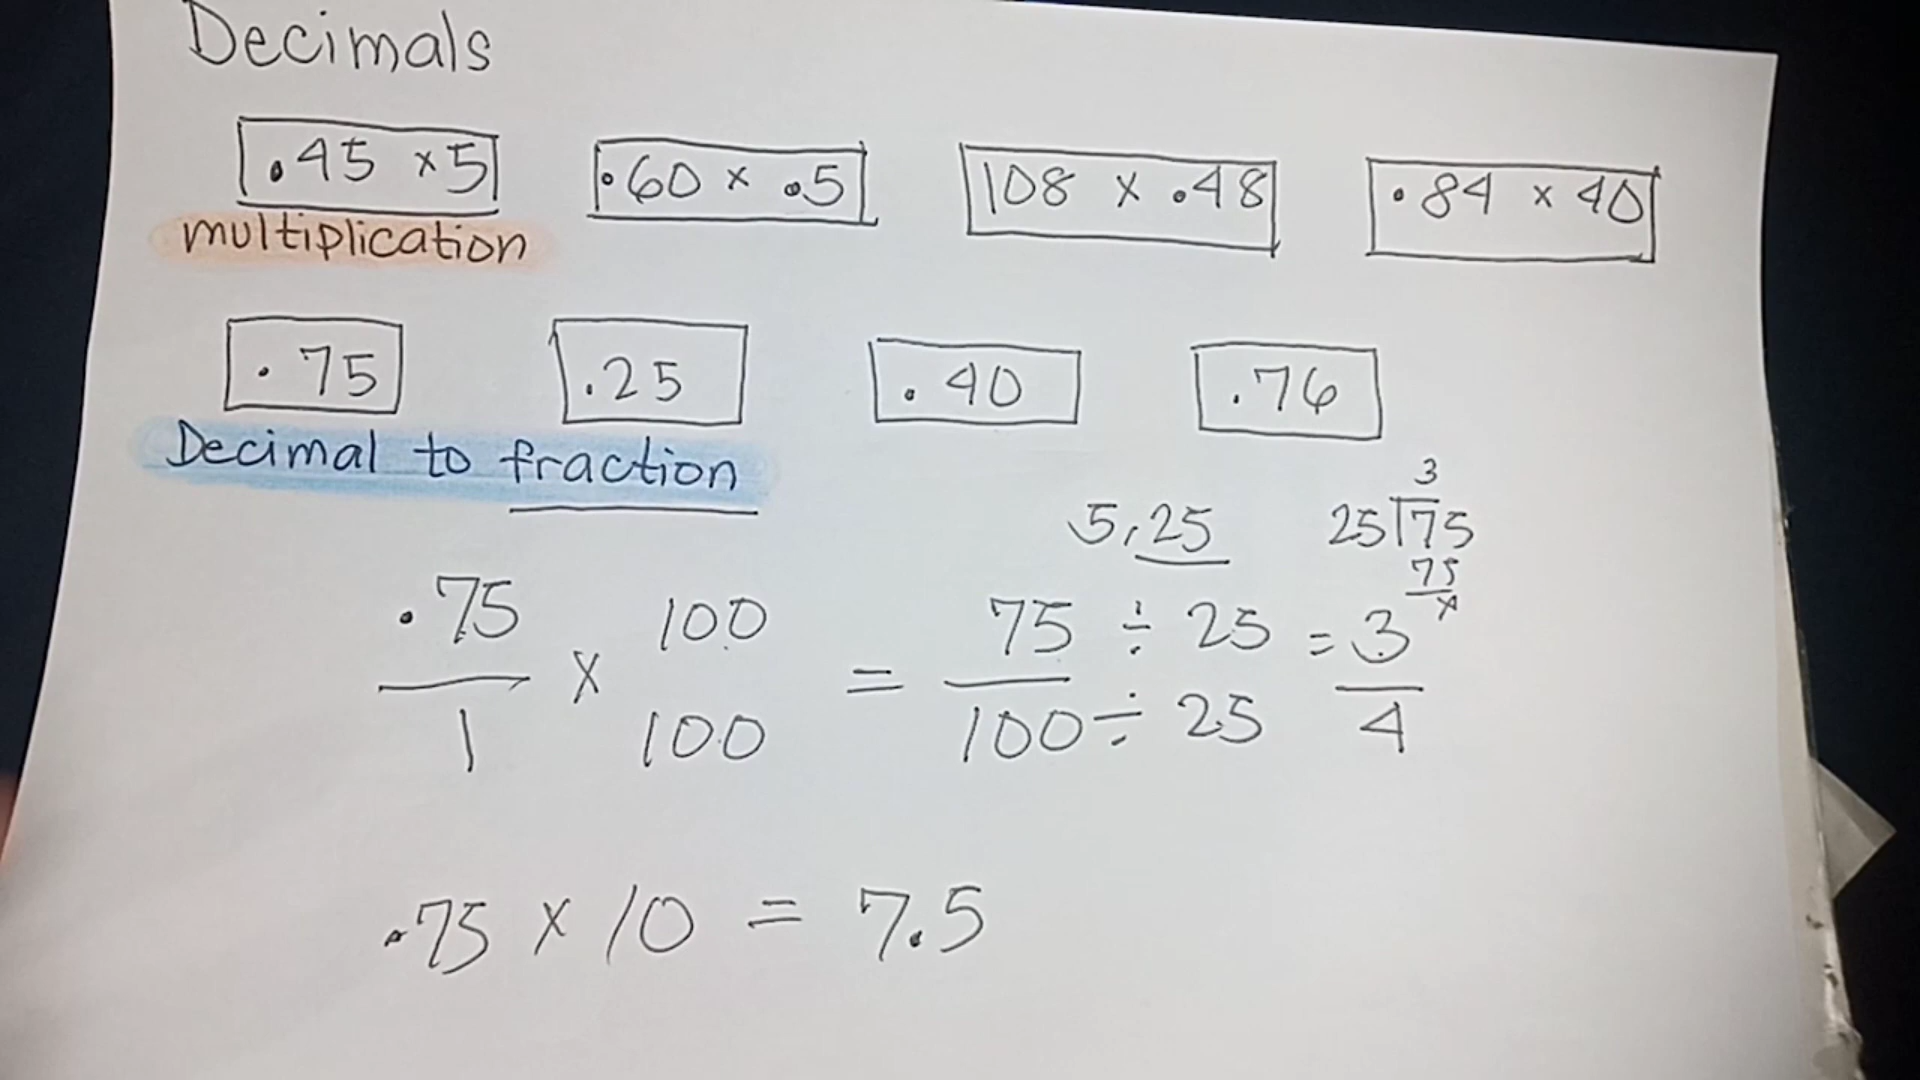 Decimals
.45 × 5 .60 × .5 108 × .48 .84 × 40
multiplication
.75 .25 .40 .76
Decimal to fraction
3
5,25 25)75
75
x
.75 × 100 = 75 ÷ 25 = 3
1 100 100 ÷ 25 4
.75 × 10 = 7.5